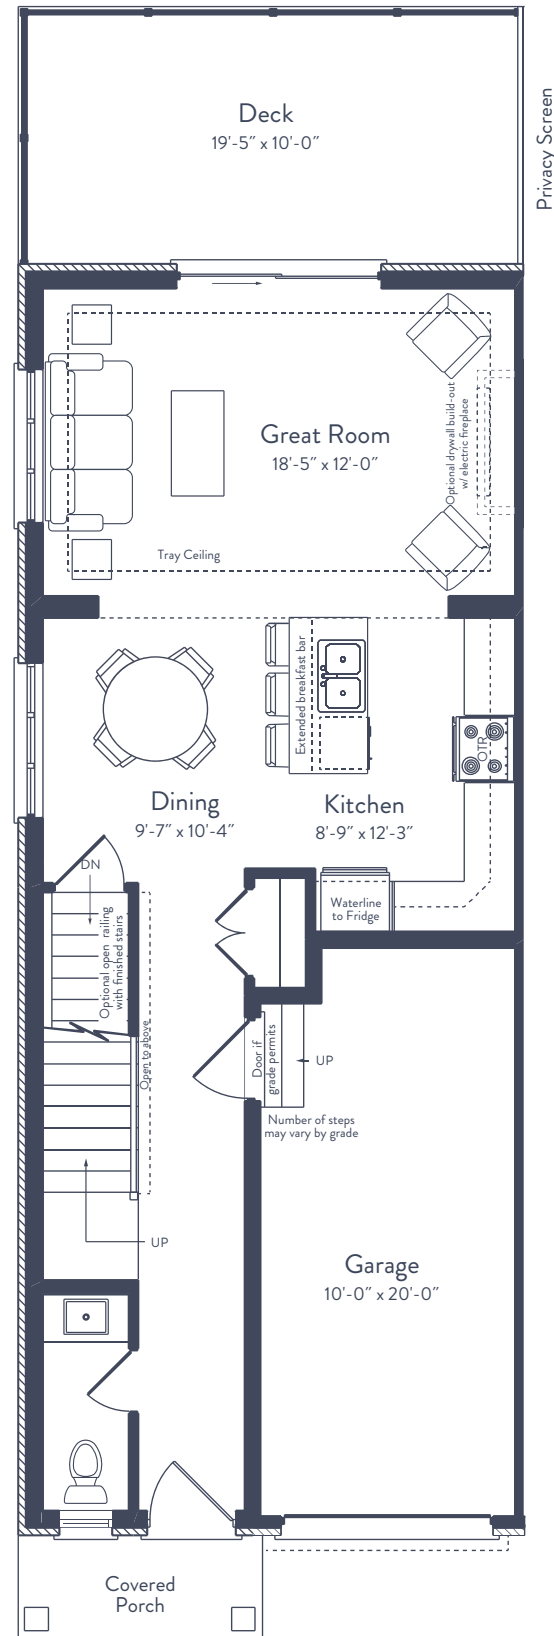 Deck
19'-5" x 10'-0"
Privacy Screen
Great Room
18'-5" x 12'-0"
Optional drywall build-out
w/ electric fireplace
Tray Ceiling
Extended breakfast bar
OTR
Dining
9'-7" x 10'-4"
Kitchen
8'-9" x 12'-3"
DN
Waterline
to Fridge
Optional open railing
with finished stairs
Open to above
Door if
grade permits
UP
Number of steps
may vary by grade
UP
Garage
10'-0" x 20'-0"
Covered
Porch